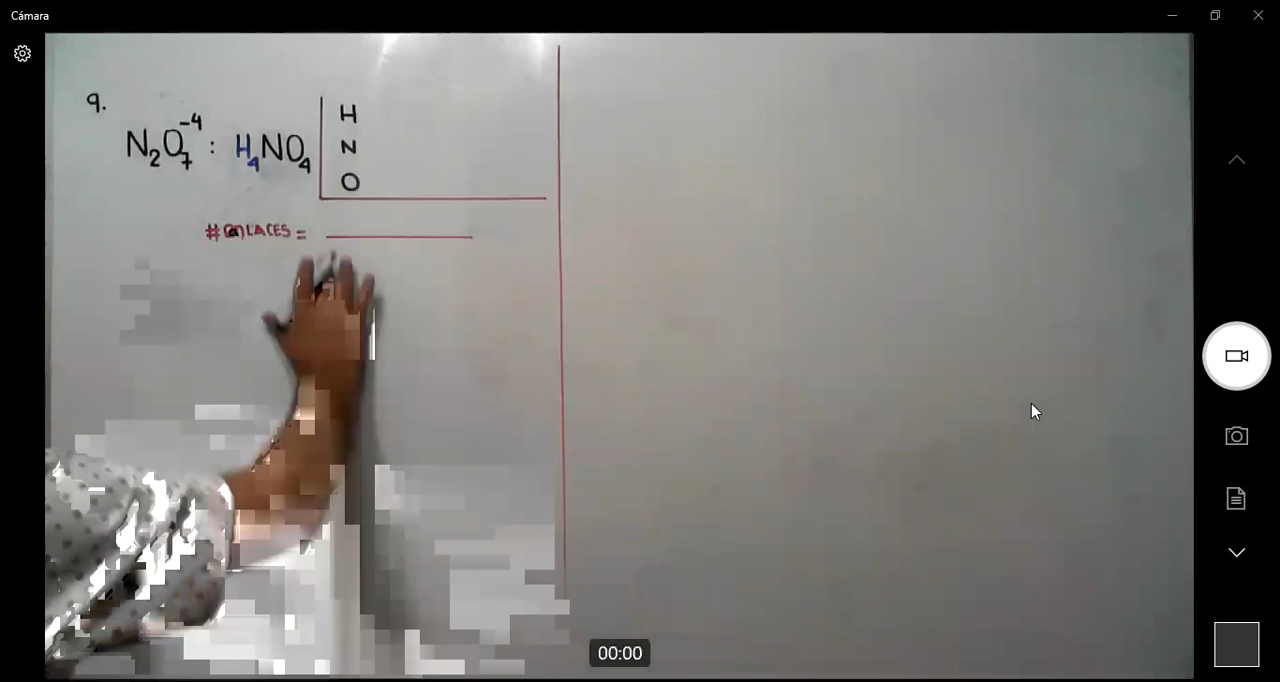 Cámara
9.
N₂O₇⁻⁴ : H₄NO₄
H
N
O
#ENLACES =
00:00